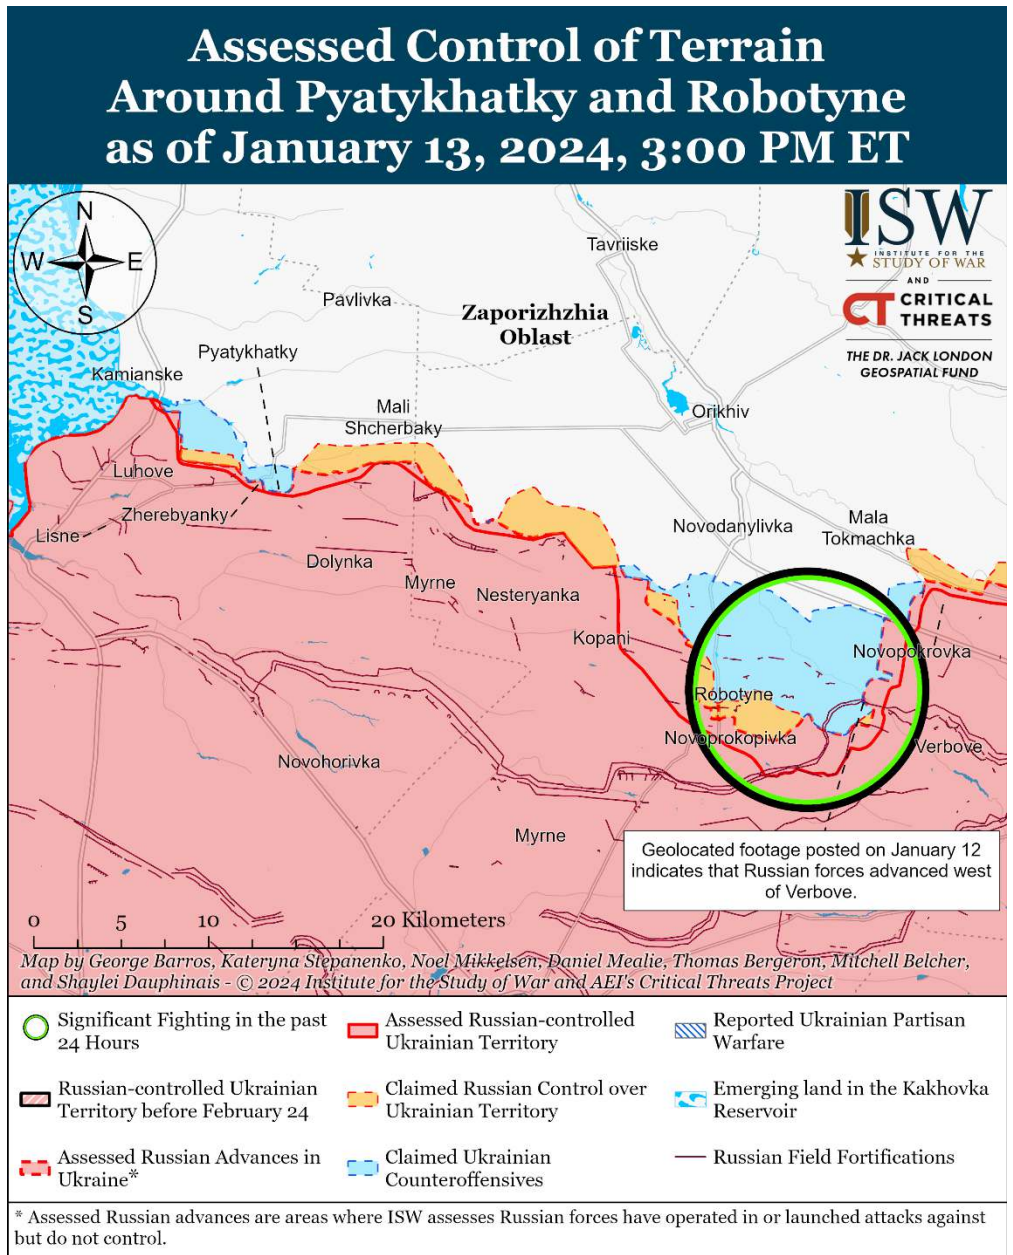 Assessed Control of Terrain
Around Pyatykhatky and Robotyne
as of January 13, 2024, 3:00 PM ET
N
W
E
S
ISW
INSTITUTE FOR THE
STUDY OF WAR
AND
CT CRITICAL
THREATS
THE DR. JACK LONDON
GEOSPATIAL FUND
Tavriiske
Pavlivka
Zaporizhzhia
Oblast
Pyatykhatky
Kamianske
Mali
Shcherbaky
Orikhiv
Luhove
Zherebyanky
Lisne
Novodanylivka
Mala
Tokmachka
Dolynka
Myrne
Nesteryanka
Kopani
Novopokrovka
Robotyne
Novoprokopivka
Verbove
Novohorivka
Myrne
Geolocated footage posted on January 12
indicates that Russian forces advanced west
of Verbove.
0 5 10 20 Kilometers
Map by George Barros, Kateryna Stepanenko, Noel Mikkelsen, Daniel Mealie, Thomas Bergeron, Mitchell Belcher,
and Shaylei Dauphinais - © 2024 Institute for the Study of War and AEI's Critical Threats Project
Significant Fighting in the past
24 Hours
Russian-controlled Ukrainian
Territory before February 24
Assessed Russian Advances in
Ukraine*
Assessed Russian-controlled
Ukrainian Territory
Claimed Russian Control over
Ukrainian Territory
Claimed Ukrainian
Counteroffensives
Reported Ukrainian Partisan
Warfare
Emerging land in the Kakhovka
Reservoir
Russian Field Fortifications
* Assessed Russian advances are areas where ISW assesses Russian forces have operated in or launched attacks against
but do not control.